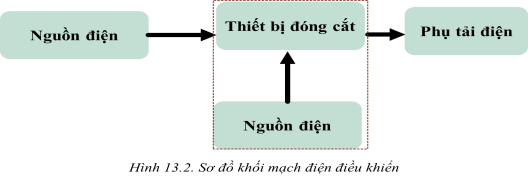 Nguồn điện
Thiết bị đóng cắt
Phụ tải điện
Nguồn điện
Hình 13.2. Sơ đồ khối mạch điện điều khiển